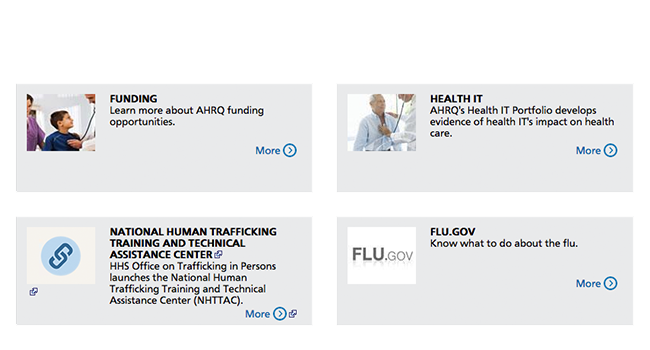 FUNDING
Learn more about AHRQ funding
opportunities.
More
HEALTH IT
AHRQ's Health IT Portfolio develops
evidence of health IT's impact on health
care.
More
NATIONAL HUMAN TRAFFICKING
TRAINING AND TECHNICAL
ASSISTANCE CENTER
HHS Office on Trafficking in Persons
launches the National Human
Trafficking Training and Technical
Assistance Center (NHTTAC).
More
FLU.GOV
FLU.GOV
Know what to do about the flu.
More